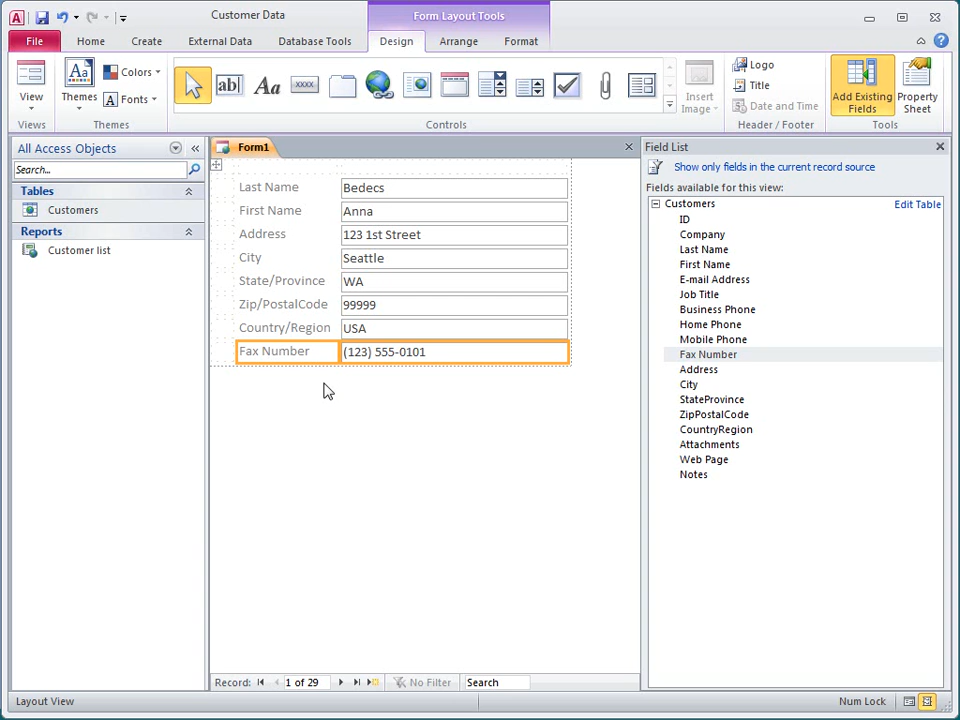 Customer Data
Form Layout Tools
File
Home
Create
External Data
Database Tools
Design
Arrange
Format
View
Themes
Aa
Colors
Fonts
ab
Aa
XXXX
Insert
Image
Logo
Title
Date and Time
Add Existing
Fields
Property
Sheet
Views
Themes
Controls
Header / Footer
Tools
All Access Objects
Search...
Tables
Customers
Reports
Customer list
Form1
Last Name Bedecs
First Name Anna
Address 123 1st Street
City Seattle
State/Province WA
Zip/PostalCode 99999
Country/Region USA
Fax Number (123) 555-0101
Field List
Show only fields in the current record source
Fields available for this view:
Customers Edit Table
ID
Company
Last Name
First Name
E-mail Address
Job Title
Business Phone
Home Phone
Mobile Phone
Fax Number
Address
City
StateProvince
ZipPostalCode
CountryRegion
Attachments
Web Page
Notes
Record: 1 of 29 No Filter Search
Layout View
Num Lock